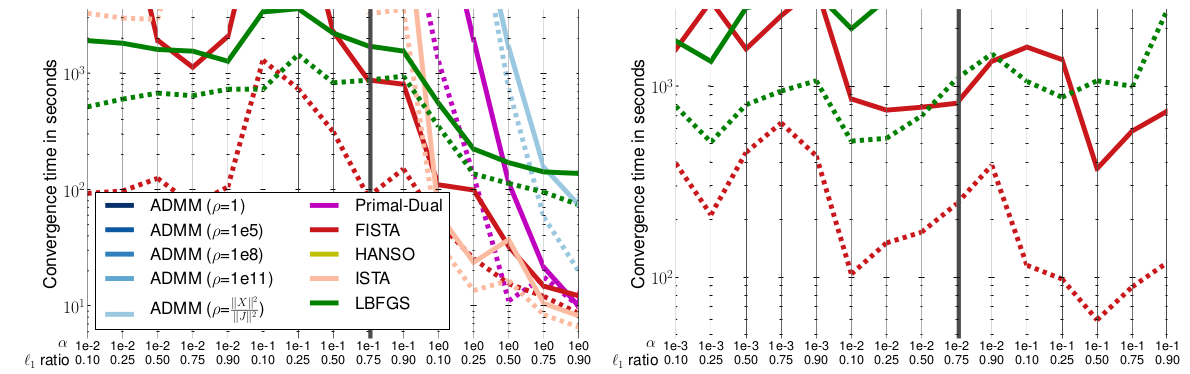 Convergence time in seconds
10³
10²
10¹
ADMM (ρ=1)
ADMM (ρ=1e5)
ADMM (ρ=1e8)
ADMM (ρ=1e11)
ADMM (ρ=||X||²/||J||²)
Primal-Dual
FISTA
HANSO
ISTA
LBFGS
α 1e-2 1e-2 1e-2 1e-2 1e-2 1e-1 1e-1 1e-1 1e-1 1e-1 1e0 1e0 1e0 1e0 1e0
ℓ₁ ratio 0.10 0.25 0.50 0.75 0.90 0.10 0.25 0.50 0.75 0.90 0.10 0.25 0.50 0.75 0.90
Convergence time in seconds
10³
10²
α 1e-3 1e-3 1e-3 1e-3 1e-3 1e-2 1e-2 1e-2 1e-2 1e-2 1e-1 1e-1 1e-1 1e-1 1e-1
ℓ₁ ratio 0.10 0.25 0.50 0.75 0.90 0.10 0.25 0.50 0.75 0.90 0.10 0.25 0.50 0.75 0.90